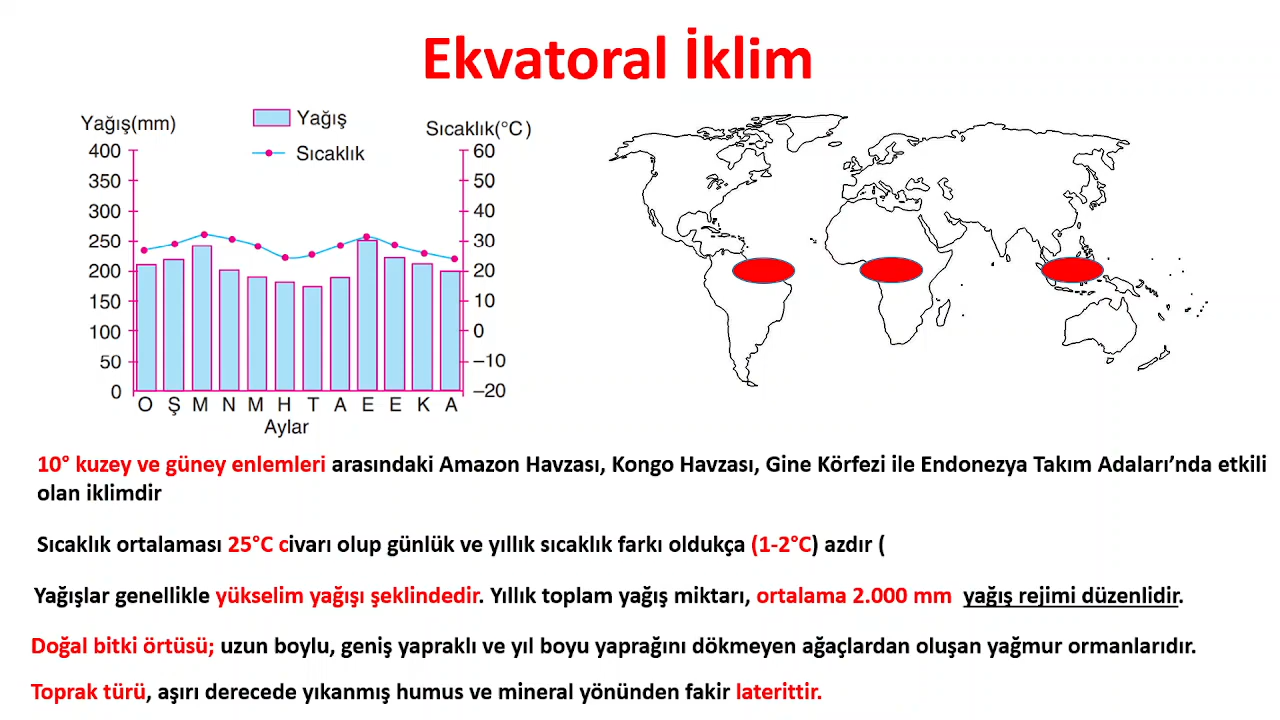 Ekvatoral İklim
Yağış(mm)
Yağış
Sıcaklık
Sıcaklık(°C)
400
350
300
250
200
150
100
50
0
60
50
40
30
20
10
0
–10
–20
O Ş M N M H T A E E K A
Aylar
10° kuzey ve güney enlemleri arasındaki Amazon Havzası, Kongo Havzası, Gine Körfezi ile Endonezya Takım Adaları’nda etkili
olan iklimdir
Sıcaklık ortalaması 25°C civarı olup günlük ve yıllık sıcaklık farkı oldukça (1-2°C) azdır (
Yağışlar genellikle yükselim yağışı şeklindedir. Yıllık toplam yağış miktarı, ortalama 2.000 mm yağış rejimi düzenlidir.
Doğal bitki örtüsü; uzun boylu, geniş yapraklı ve yıl boyu yaprağını dökmeyen ağaçlardan oluşan yağmur ormanlarıdır.
Toprak türü, aşırı derecede yıkanmış humus ve mineral yönünden fakir laterittir.